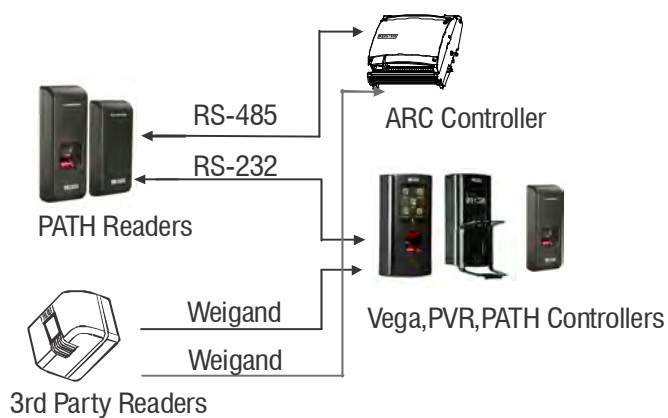 RS-485
ARC Controller
RS-232
PATH Readers
Weigand
Vega,PVR,PATH Controllers
Weigand
3rd Party Readers